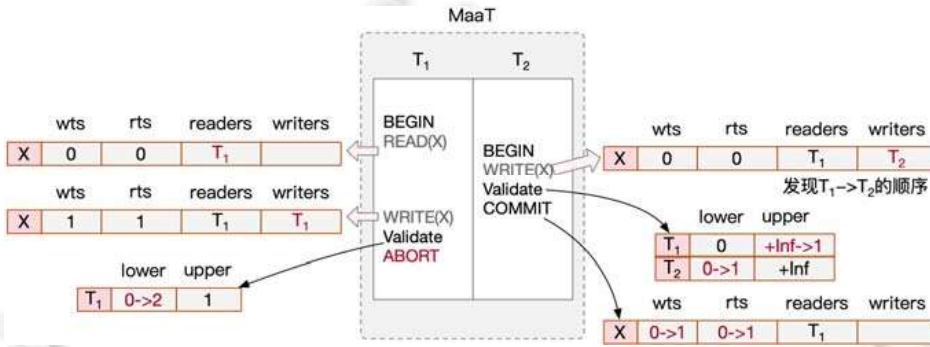 MaaT
T₁ T₂
BEGIN
READ(X)
WRITE(X)
Validate
ABORT
BEGIN
WRITE(X)
Validate
COMMIT
wts rts readers writers
X 0 0 T₁
wts rts readers writers
X 1 1 T₁ T₁
lower upper
T₁ 0->2 1
wts rts readers writers
X 0 0 T₁ T₂
发现T₁->T₂的顺序
lower upper
T₁ 0 +Inf->1
T₂ 0->1 +Inf
wts rts readers writers
X 0->1 0->1 T₁